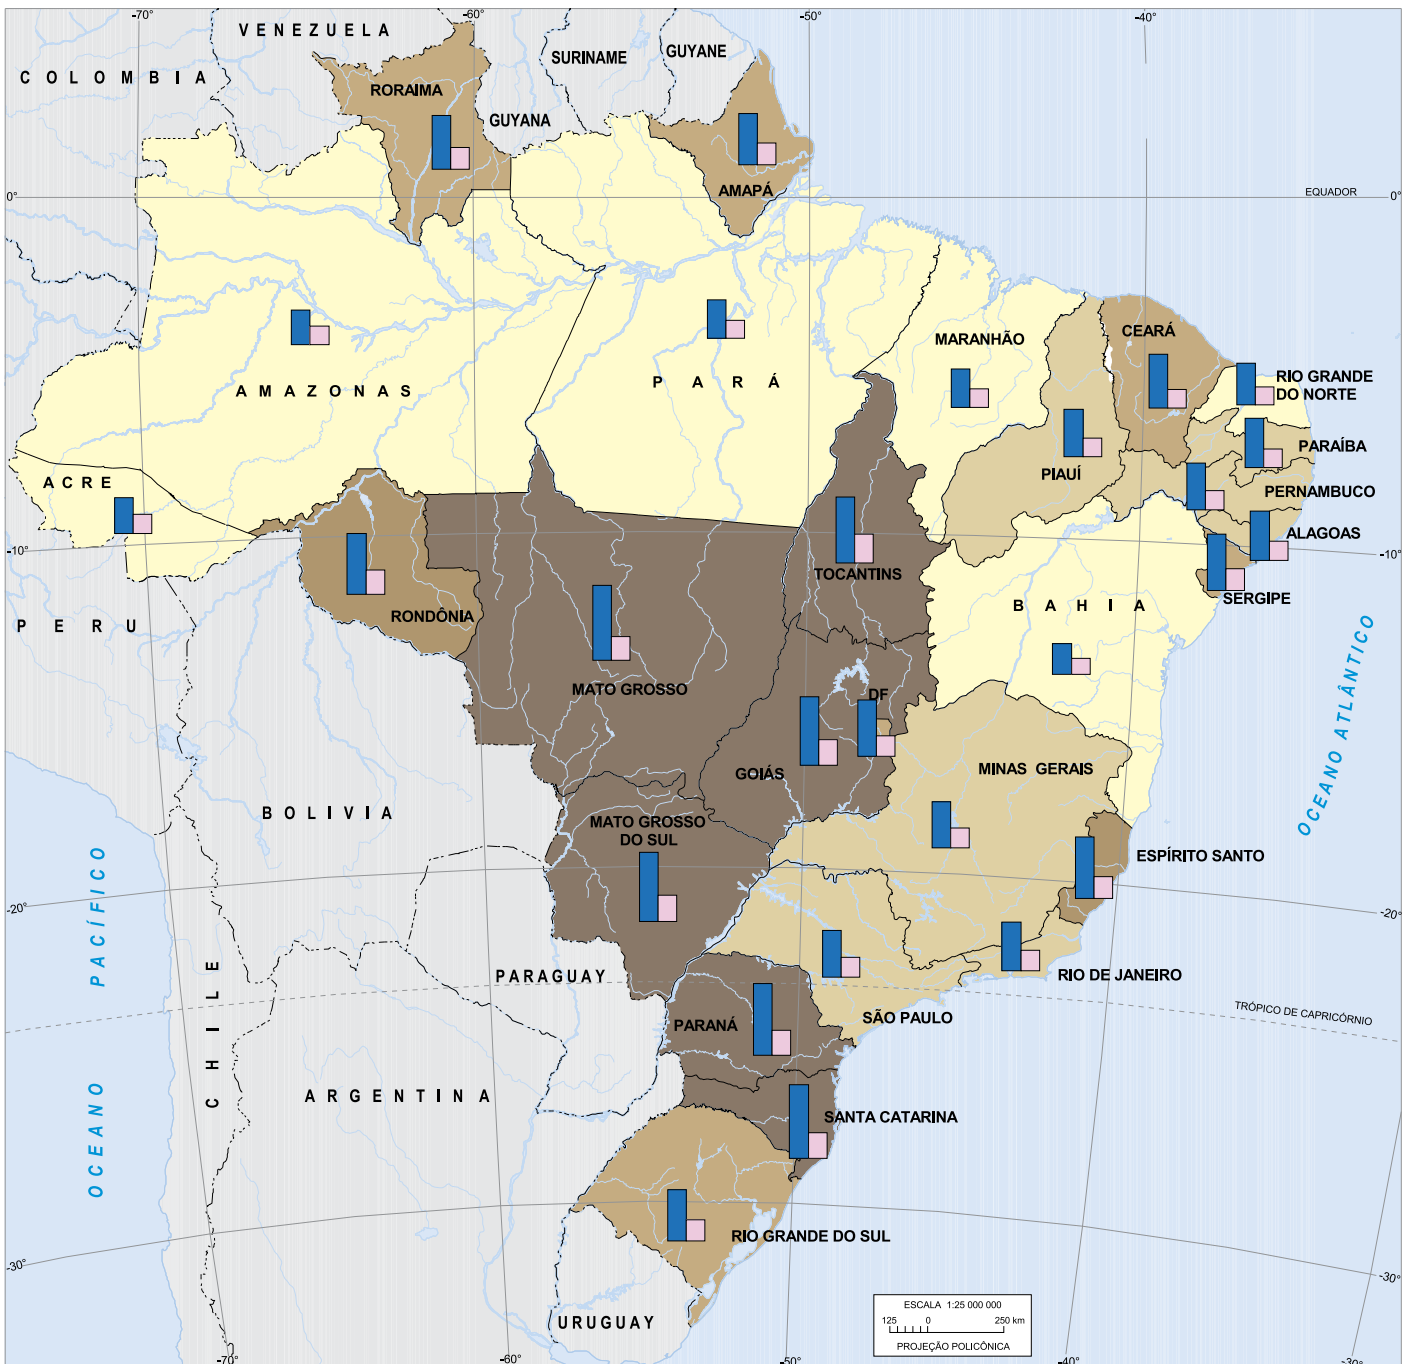 -70°
-60°
-50°
-40°
VENEZUELA
COLOMBIA
SURINAME
GUYANE
RORAIMA
GUYANA
AMAPÁ
EQUADOR
0°
0°
AMAZONAS
PARÁ
MARANHÃO
CEARÁ
RIO GRANDE
DO NORTE
PARAÍBA
PIAUÍ
PERNAMBUCO
ACRE
ALAGOAS
-10°
-10°
TOCANTINS
SERGIPE
BAHIA
RONDÔNIA
PERU
MATO GROSSO
DF
GOIÁS
MINAS GERAIS
OCEANO ATLÂNTICO
BOLIVIA
MATO GROSSO
DO SUL
ESPÍRITO SANTO
-20°
-20°
OCEANO PACÍFICO
CHILE
PARAGUAY
RIO DE JANEIRO
SÃO PAULO
PARANÁ
TRÓPICO DE CAPRICÓRNIO
ARGENTINA
SANTA CATARINA
RIO GRANDE DO SUL
-30°
-30°
URUGUAY
ESCALA 1:25 000 000
125 0 250 km
PROJEÇÃO POLICÔNICA
-70°
-60°
-50°
-40°
-30°